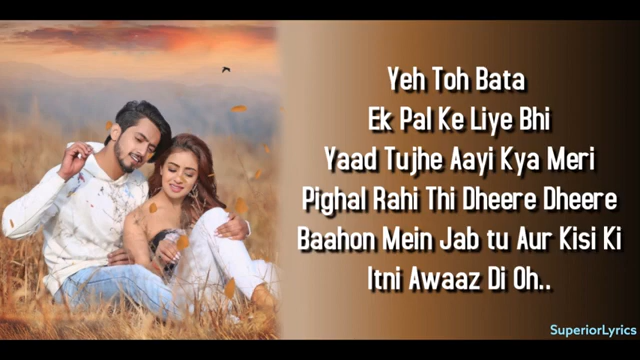 Yeh Toh Bata
Ek Pal Ke Liye Bhi
Yaad Tujhe Aayi Kya Meri
Pighal Rahi Thi Dheere Dheere
Baahon Mein Jab tu Aur Kisi Ki
Itni Awaaz Di Oh..
SuperiorLyrics